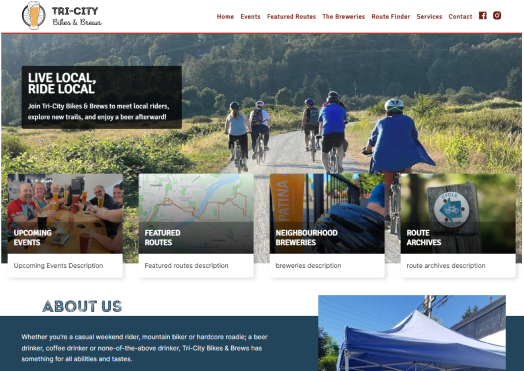 TRI-CITY
Bikes & Brews
Home Events Featured Routes The Breweries Route Finder Services Contact
LIVE LOCAL,
RIDE LOCAL
Join Tri-City Bikes & Brews to meet local riders,
explore new trails, and enjoy a beer afterward!
PATINA
UPCOMING
EVENTS
FEATURED
ROUTES
NEIGHBOURHOOD
BREWERIES
ROUTE
ARCHIVES
Upcoming Events Description
Featured routes description
breweries description
route archives description
ABOUT US
Whether you're a casual weekend rider, mountain biker or hardcore roadie; a beer
drinker, coffee drinker or none-of-the-above drinker, Tri-City Bikes & Brews has
something for all abilities and tastes.